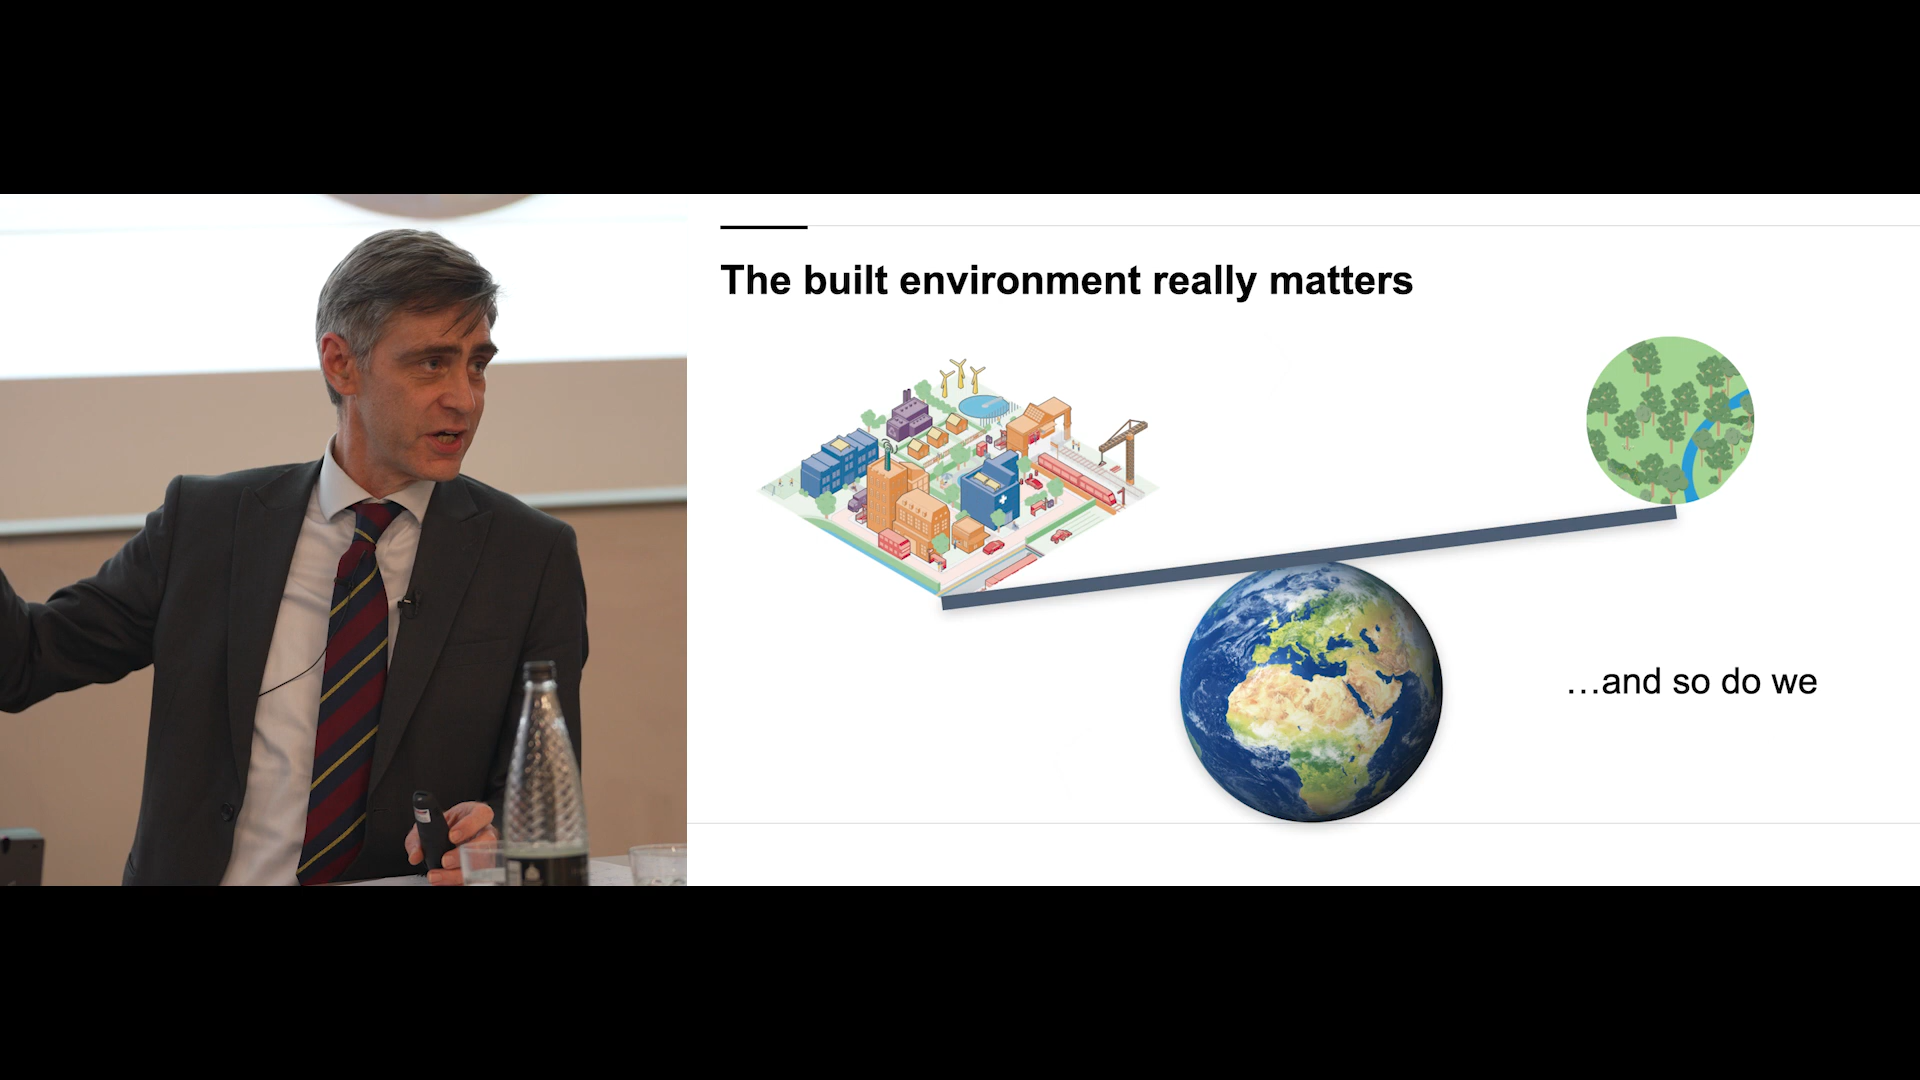 The built environment really matters
…and so do we